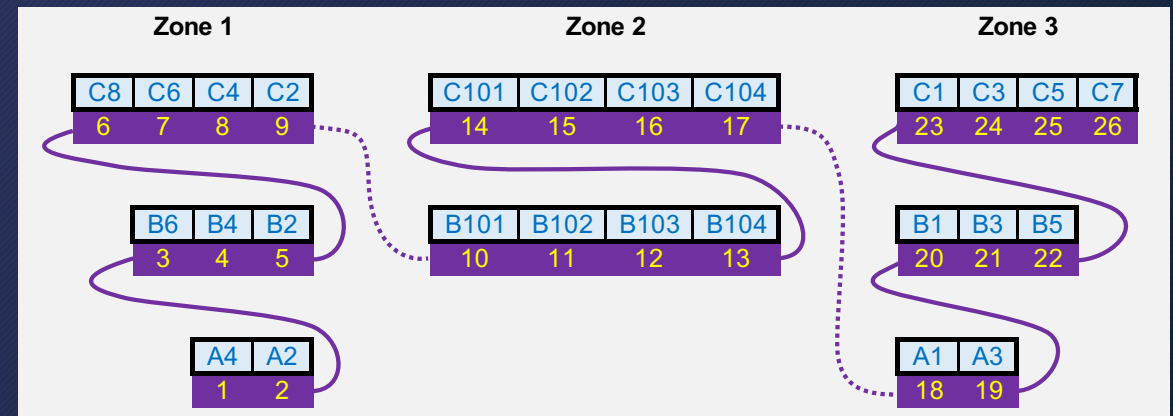 Zone 1 Zone 2 Zone 3
C8 C6 C4 C2 C101 C102 C103 C104 C1 C3 C5 C7
6 7 8 9 14 15 16 17 23 24 25 26
B6 B4 B2 B101 B102 B103 B104 B1 B3 B5
3 4 5 10 11 12 13 20 21 22
A4 A2 A1 A3
1 2 18 19